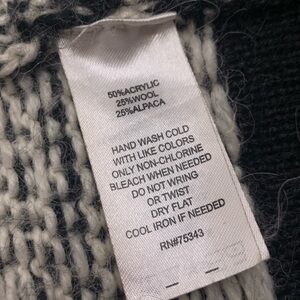 50%ACRYLIC
25%WOOL
25%ALPACA
HAND WASH COLD
WITH LIKE COLORS
ONLY NON-CHLORINE
BLEACH WHEN NEEDED
DO NOT WRING
OR TWIST
DRY FLAT
COOL IRON IF NEEDED
RN#75343